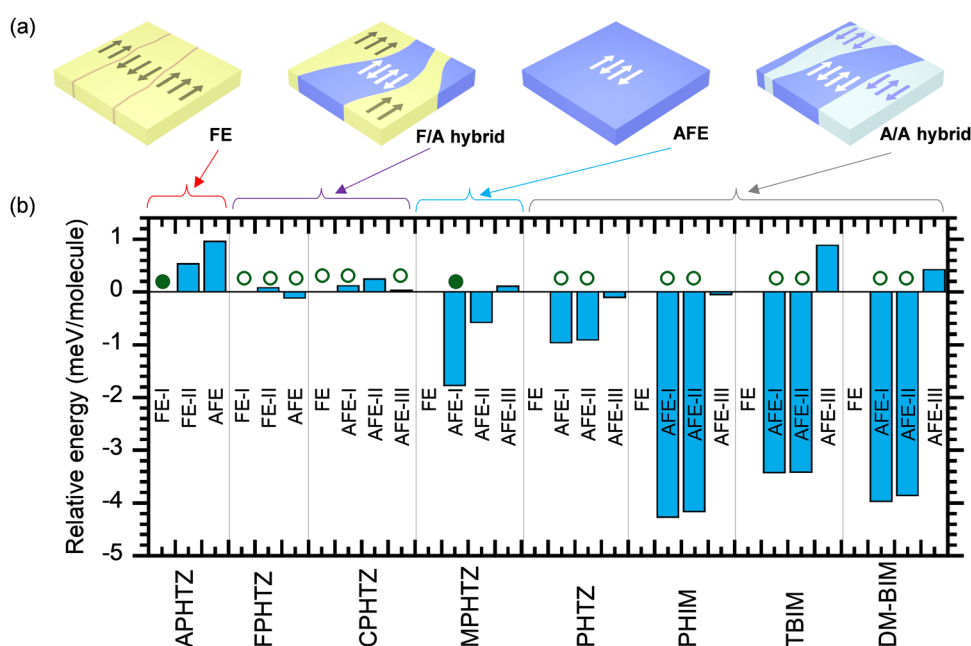 (a)
FE
F/A hybrid
AFE
A/A hybrid
(b)
Relative energy (meV/molecule)
1
0
-1
-2
-3
-4
-5
FE-I
FE-II
AFE
FE-I
FE-II
AFE
FE
AFE-I
AFE-II
AFE-III
FE
AFE-I
AFE-II
AFE-III
FE
AFE-I
AFE-II
AFE-III
FE
AFE-I
AFE-II
AFE-III
FE
AFE-I
AFE-II
AFE-III
FE
AFE-I
AFE-II
AFE-III
APHTZ
FPHTZ
CPHTZ
MPHTZ
PHTZ
PHIM
TBIM
DM-BIM